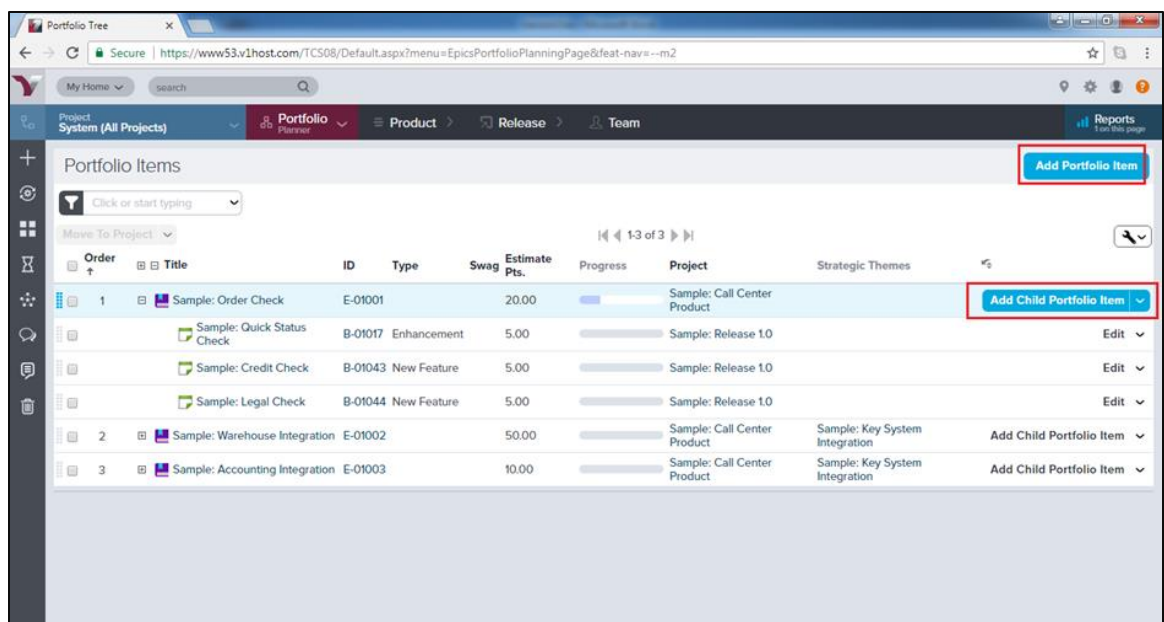 Portfolio Tree
Secure | https://www53.v1host.com/TCS08/Default.aspx?menu=EpicsPortfolioPlanningPage&feat-nav=--m2
My Home
search
Project
System (All Projects)
Portfolio
Planner
Product
Release
Team
Reports
1 on this page
Portfolio Items
Add Portfolio Item
Click or start typing
Move To Project
1-3 of 3
Order Title ID Type Swag Estimate Pts. Progress Project Strategic Themes
1 Sample: Order Check E-01001 20.00 Sample: Call Center Product Add Child Portfolio Item
Sample: Quick Status Check B-01017 Enhancement 5.00 Sample: Release 1.0 Edit
Sample: Credit Check B-01043 New Feature 5.00 Sample: Release 1.0 Edit
Sample: Legal Check B-01044 New Feature 5.00 Sample: Release 1.0 Edit
2 Sample: Warehouse Integration E-01002 50.00 Sample: Call Center Product Sample: Key System Integration Add Child Portfolio Item
3 Sample: Accounting Integration E-01003 10.00 Sample: Call Center Product Sample: Key System Integration Add Child Portfolio Item